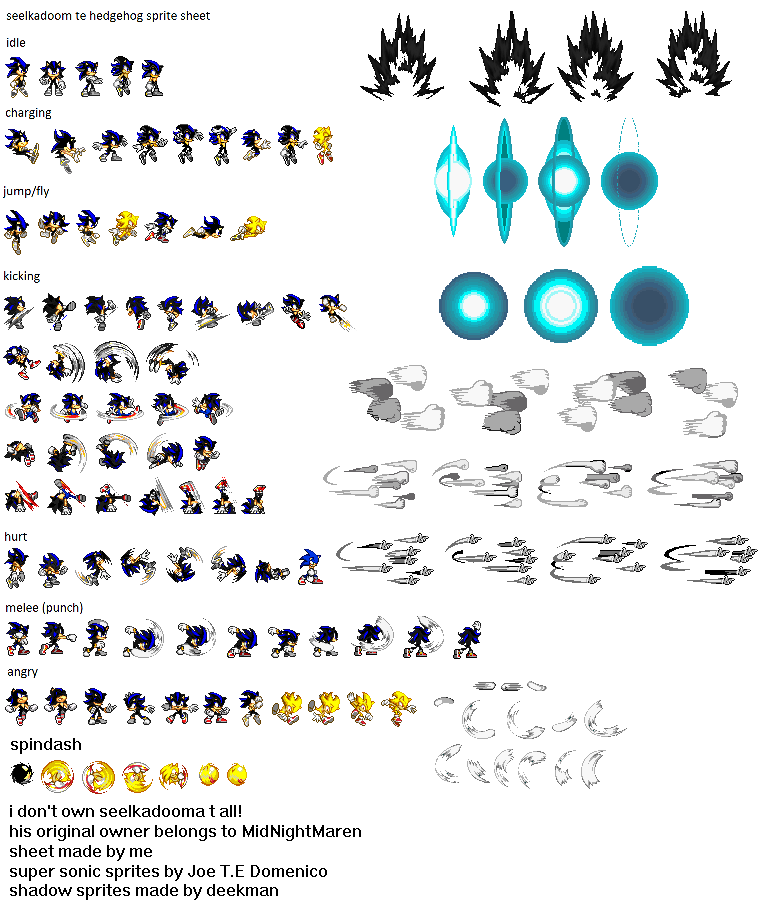 seelkadoom te hedgehog sprite sheet
idle
charging
jump/fly
kicking
hurt
melee (punch)
angry
spindash
i don't own seelkadooma t all!
his original owner belongs to MidNightMaren
sheet made by me
super sonic sprites by Joe T.E Domenico
shadow sprites made by deekman